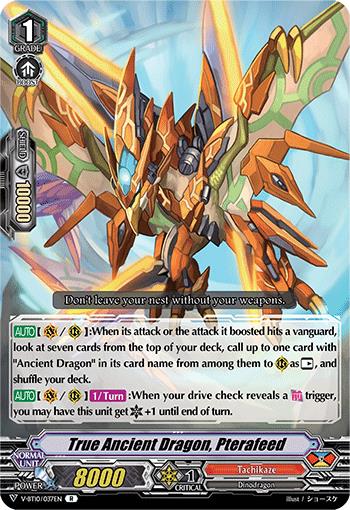 1
GRADE
BOOST
SHIELD
10000
Don't leave your nest without your weapons.
AUTO [ / ]:When its attack or the attack it boosted hits a vanguard,
look at seven cards from the top of your deck, call up to one card with
"Ancient Dragon" in its card name from among them to as , and
shuffle your deck.
AUTO [ / ] 1/Turn :When your drive check reveals a trigger,
you may have this unit get +1 until end of turn.
True Ancient Dragon, Pterafeed
NORMAL
UNIT
POWER
8000
1
CRITICAL
Tachikaze
Dinodragon
V-BT10/037EN R
illust / ショースケ